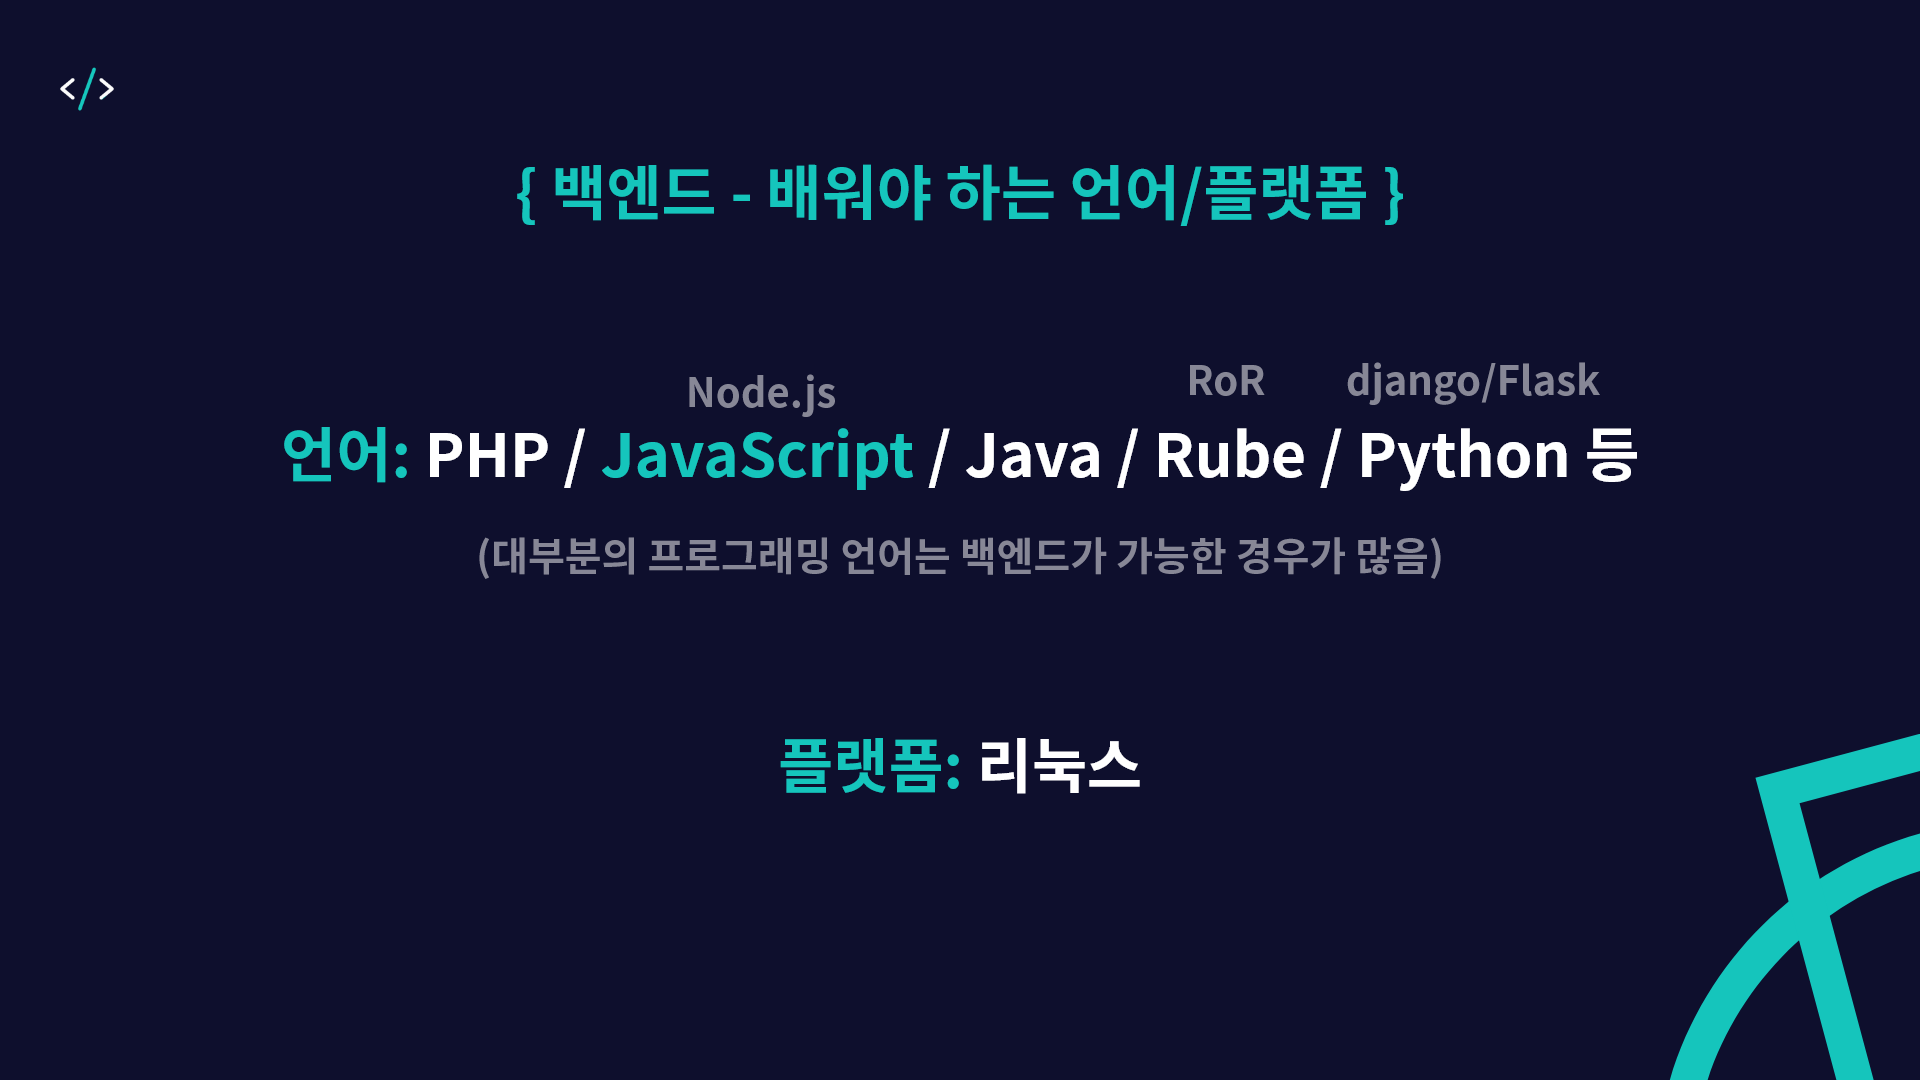 </>
{ 백엔드 - 배워야 하는 언어/플랫폼 }
Node.js RoR django/Flask
언어: PHP / JavaScript / Java / Rube / Python 등
(대부분의 프로그래밍 언어는 백엔드가 가능한 경우가 많음)
플랫폼: 리눅스